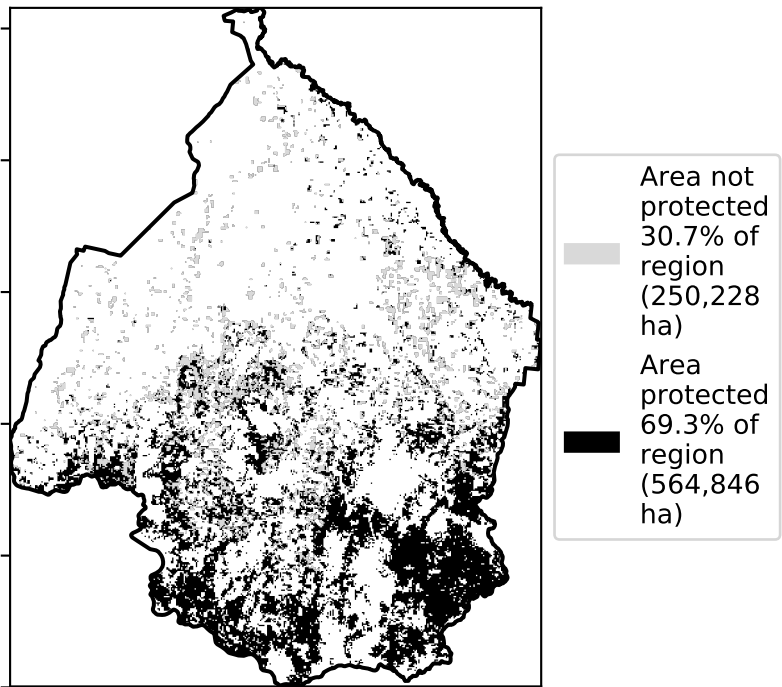 Area not
protected
30.7% of
region
(250,228
ha)
Area
protected
69.3% of
region
(564,846
ha)